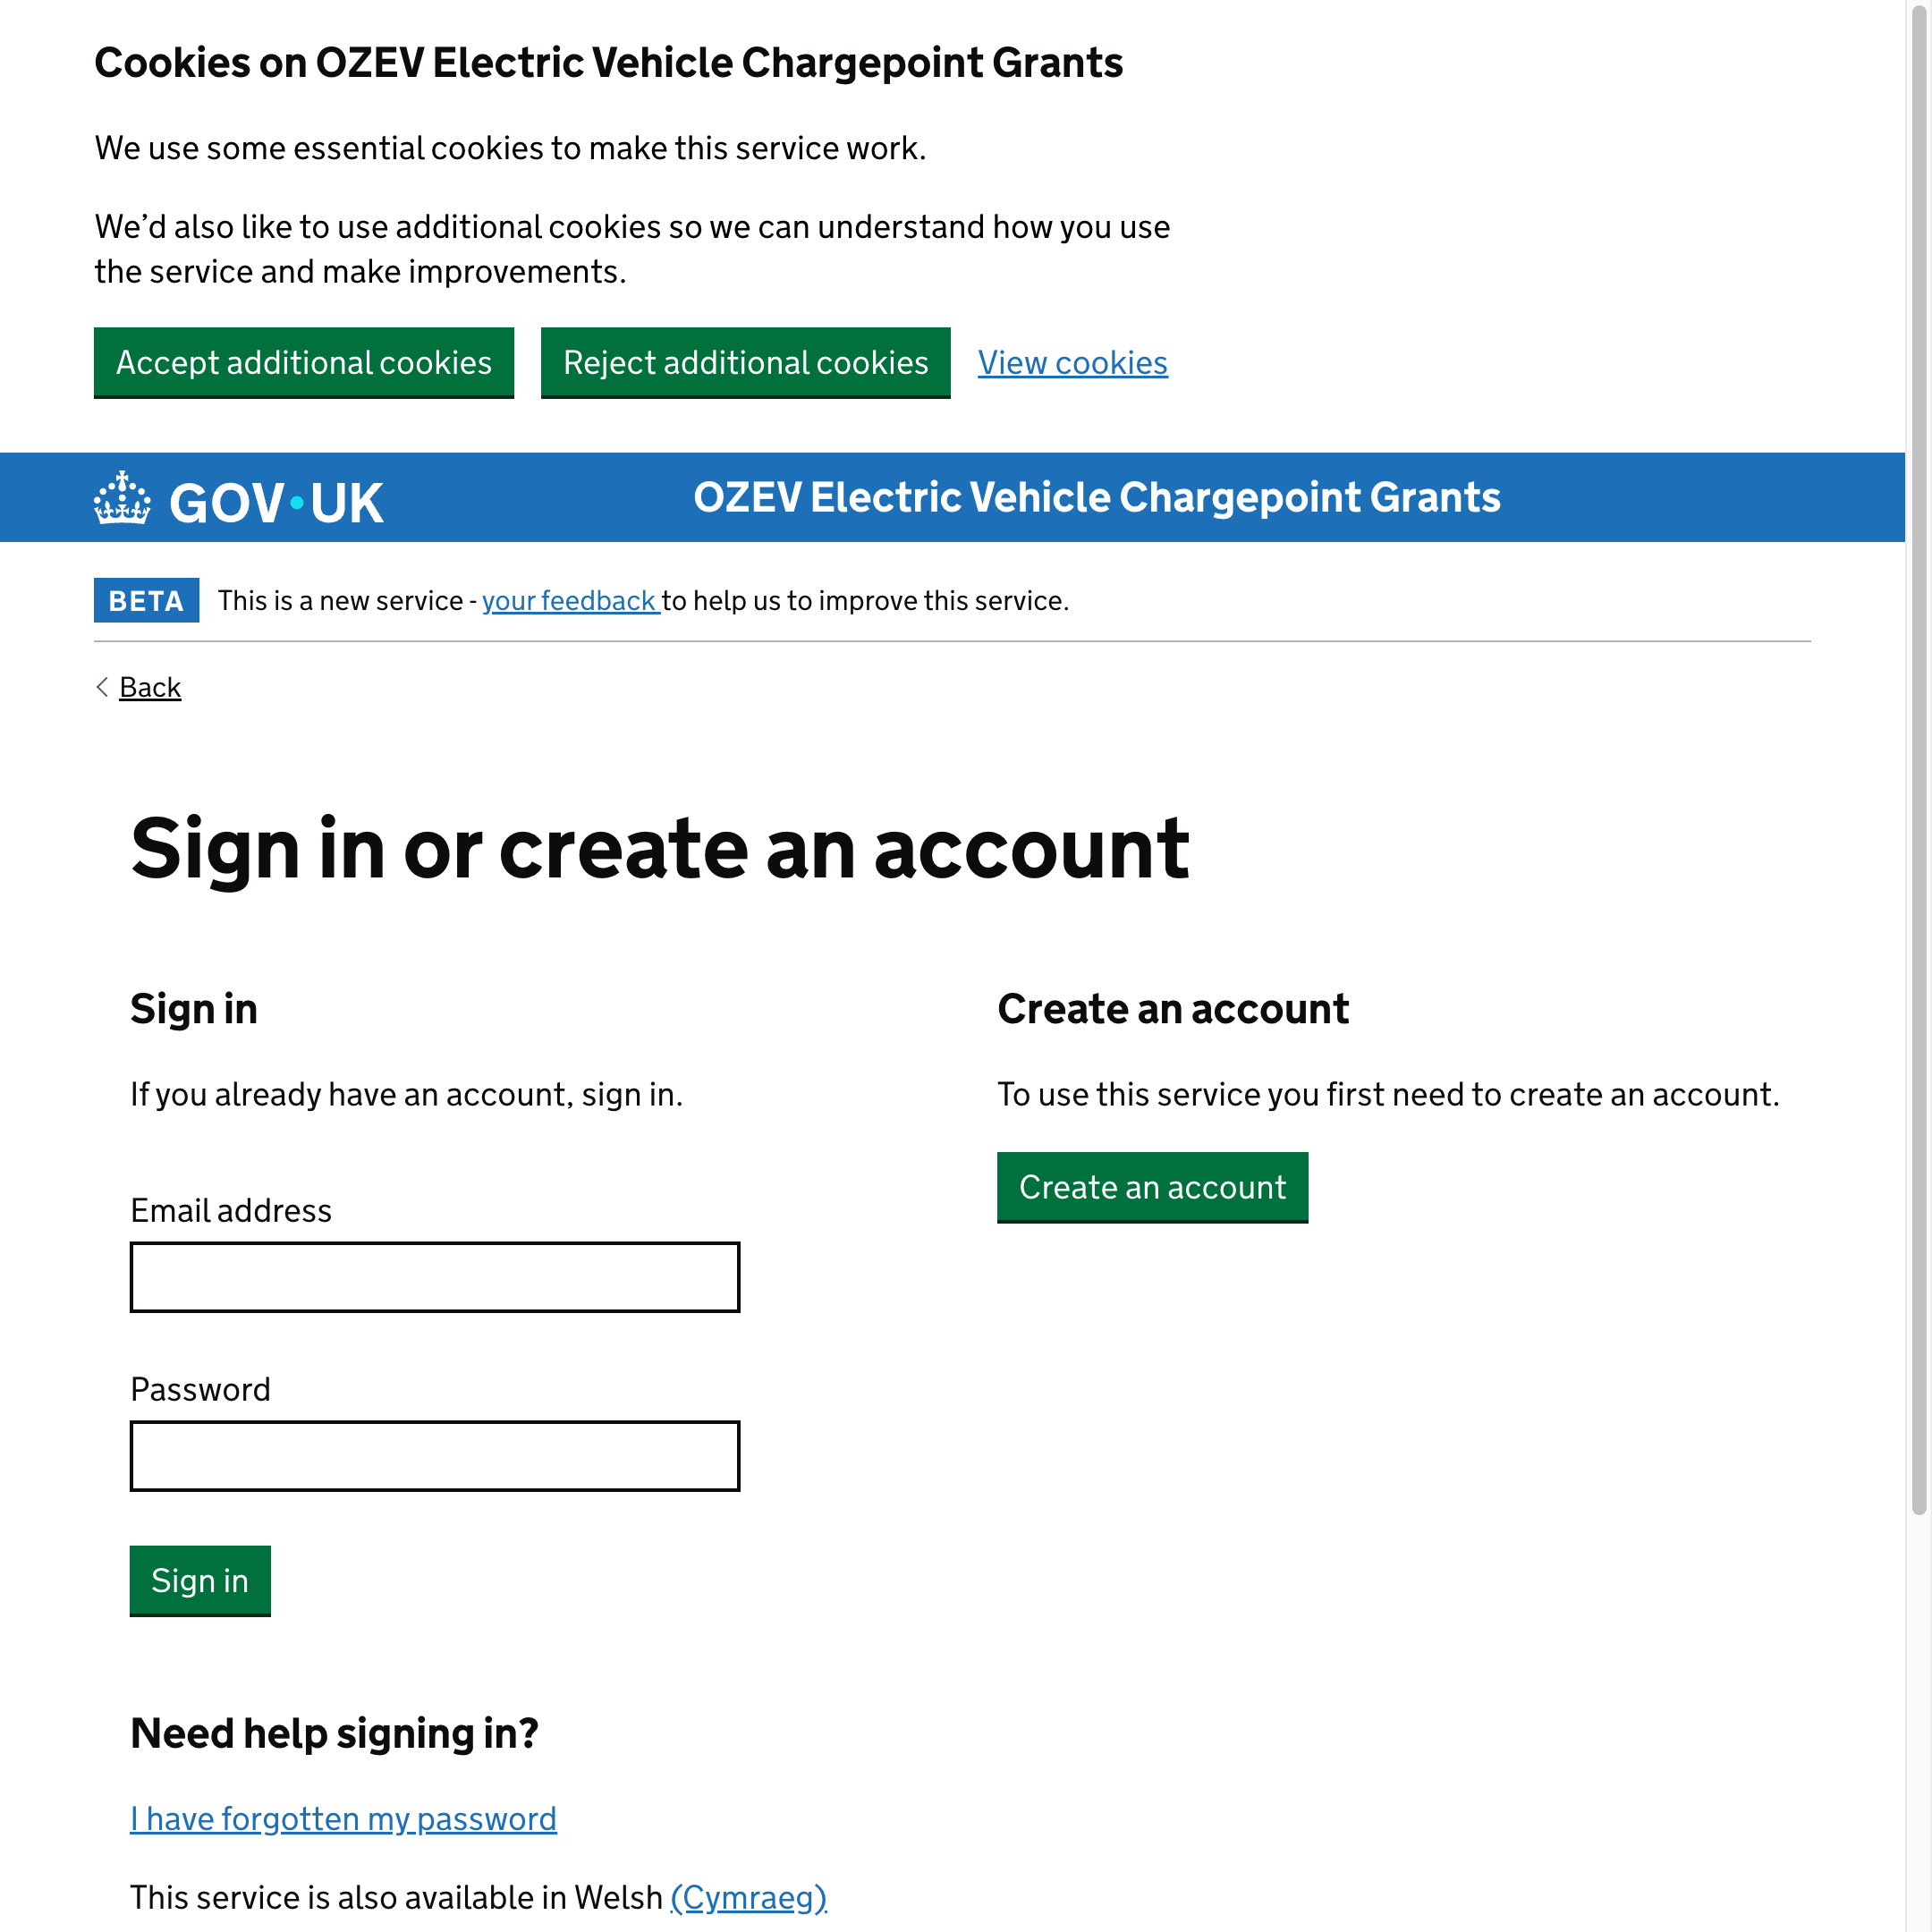 Cookies on OZEV Electric Vehicle Chargepoint Grants
We use some essential cookies to make this service work.
We’d also like to use additional cookies so we can understand how you use
the service and make improvements.
Accept additional cookies
Reject additional cookies
View cookies
GOV·UK
OZEV Electric Vehicle Chargepoint Grants
BETA This is a new service - your feedback to help us to improve this service.
Back
Sign in or create an account
Sign in
If you already have an account, sign in.
Email address
Password
Sign in
Create an account
To use this service you first need to create an account.
Create an account
Need help signing in?
I have forgotten my password
This service is also available in Welsh (Cymraeg)